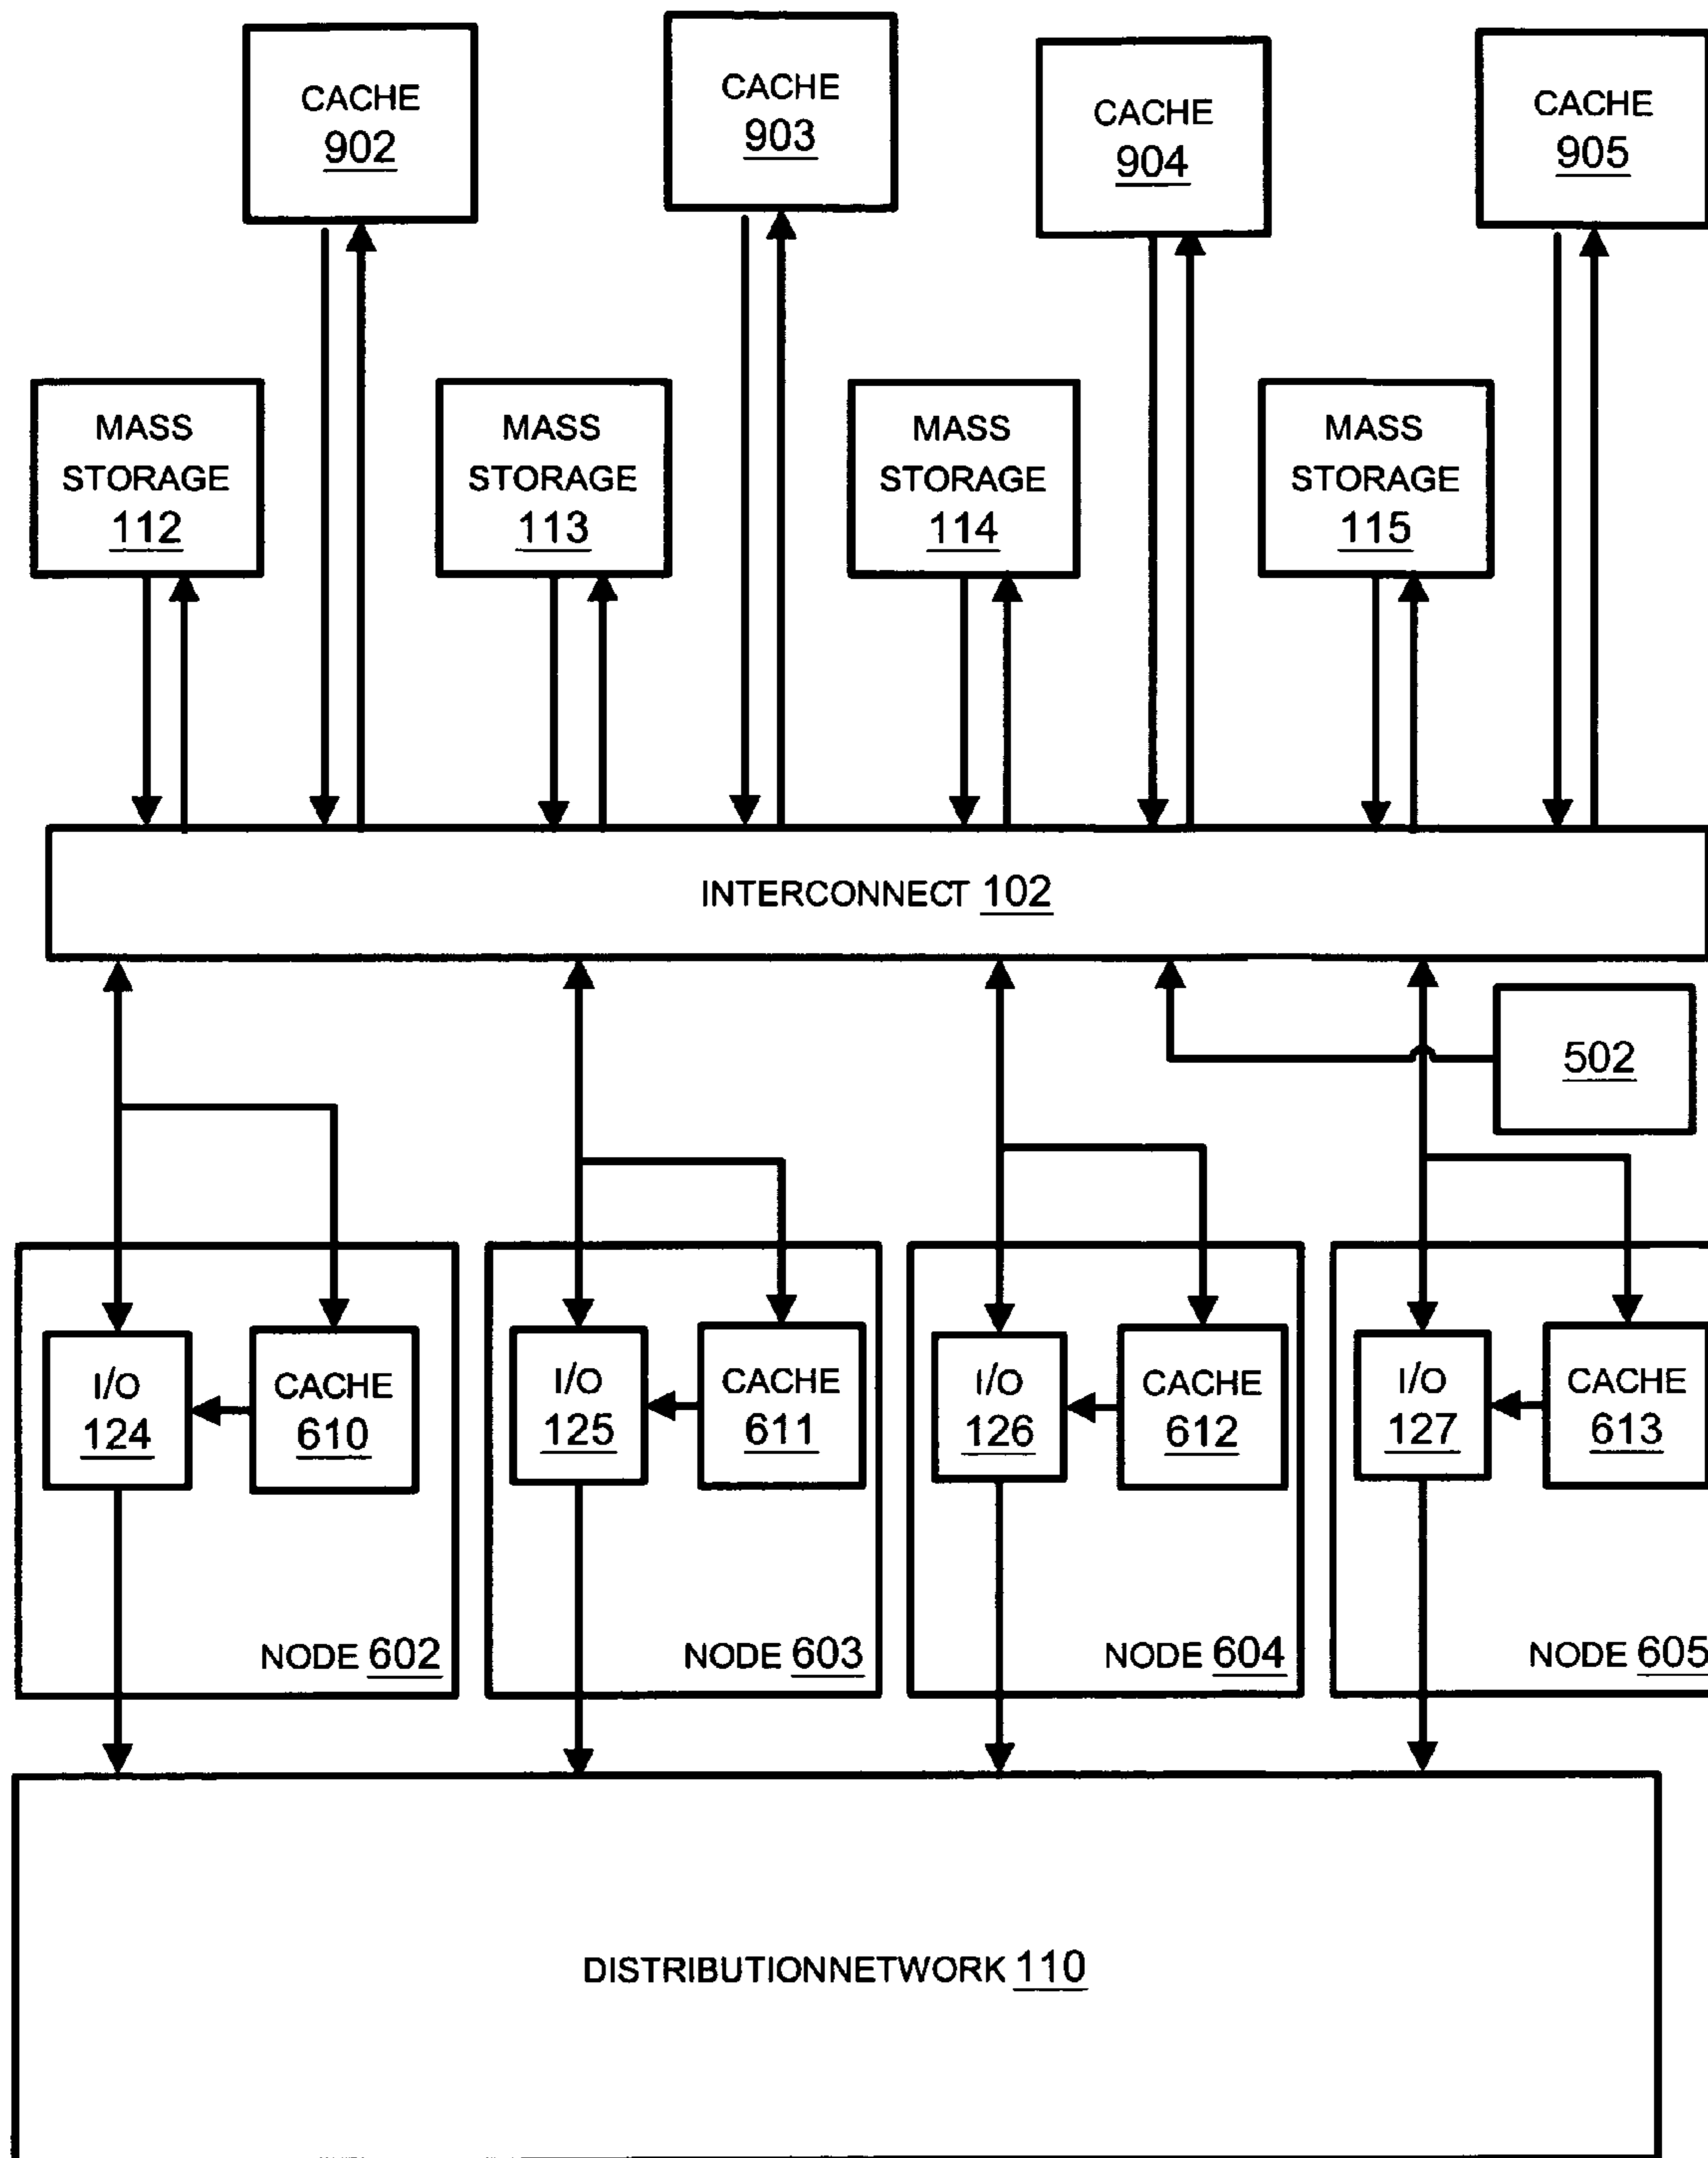 CACHE
902
CACHE
903
CACHE
904
CACHE
905
MASS
STORAGE
112
MASS
STORAGE
113
MASS
STORAGE
114
MASS
STORAGE
115
INTERCONNECT 102
502
I/O
124
CACHE
610
NODE 602
I/O
125
CACHE
611
NODE 603
I/O
126
CACHE
612
NODE 604
I/O
127
CACHE
613
NODE 605
DISTRIBUTIONNETWORK 110